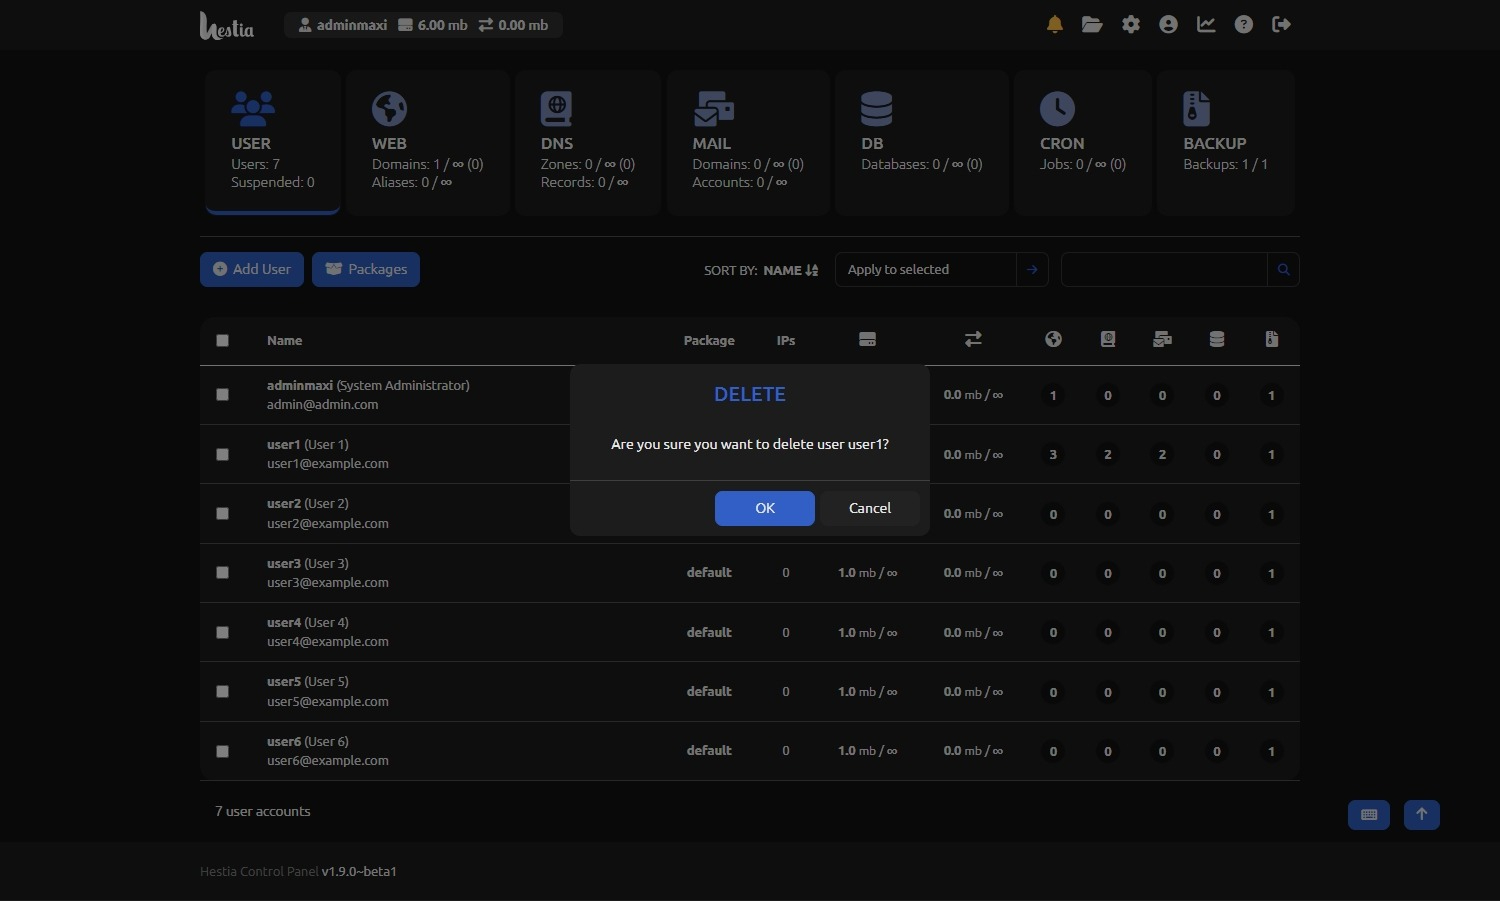 Hestia
adminmaxi 6.00 mb 0.00 mb
USER
Users: 7
Suspended: 0
WEB
Domains: 1 / ∞ (0)
Aliases: 0 / ∞
DNS
Zones: 0 / ∞ (0)
Records: 0 / ∞
MAIL
Domains: 0 / ∞ (0)
Accounts: 0 / ∞
DB
Databases: 0 / ∞ (0)
CRON
Jobs: 0 / ∞ (0)
BACKUP
Backups: 1 / 1
Add User Packages SORT BY: NAME Apply to selected
Name Package IPs
adminmaxi (System Administrator)
admin@admin.com
0.0 mb / ∞ 1 0 0 0 1
user1 (User 1)
user1@example.com
0.0 mb / ∞ 3 2 2 0 1
user2 (User 2)
user2@example.com
0.0 mb / ∞ 0 0 0 0 1
DELETE
Are you sure you want to delete user user1?
OK Cancel
user3 (User 3)
user3@example.com
default 0 1.0 mb / ∞ 0.0 mb / ∞ 0 0 0 0 1
user4 (User 4)
user4@example.com
default 0 1.0 mb / ∞ 0.0 mb / ∞ 0 0 0 0 1
user5 (User 5)
user5@example.com
default 0 1.0 mb / ∞ 0.0 mb / ∞ 0 0 0 0 1
user6 (User 6)
user6@example.com
default 0 1.0 mb / ∞ 0.0 mb / ∞ 0 0 0 0 1
7 user accounts
Hestia Control Panel v1.9.0~beta1